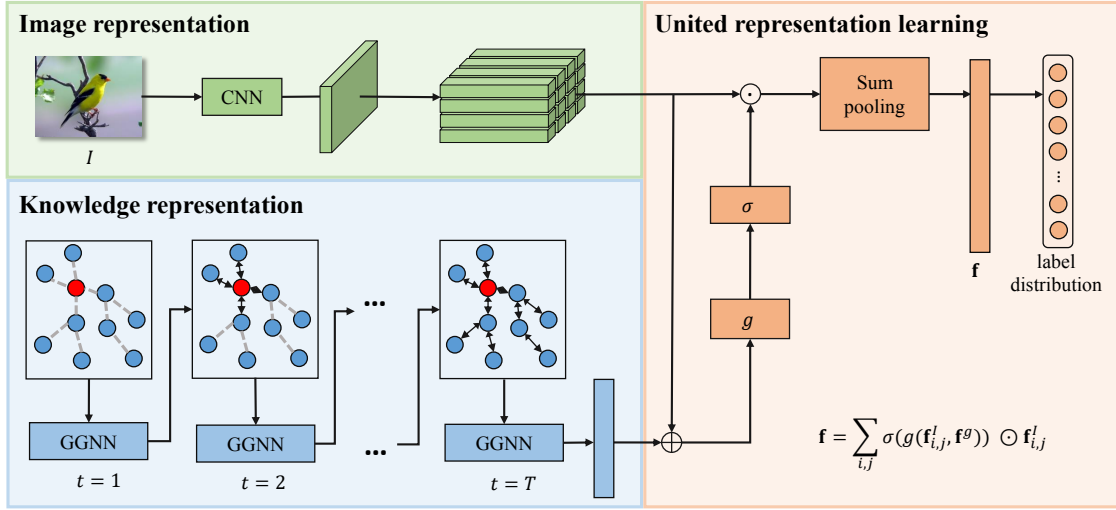 Image representation
I
CNN
Knowledge representation
GGNN
GGNN
...
GGNN
...
t = 1
t = 2
t = T
United representation learning
Sum
pooling
σ
g
f
...
label
distribution
f = ∑_{i,j} σ(g(f^I_{i,j}, f^g)) ⊙ f^I_{i,j}